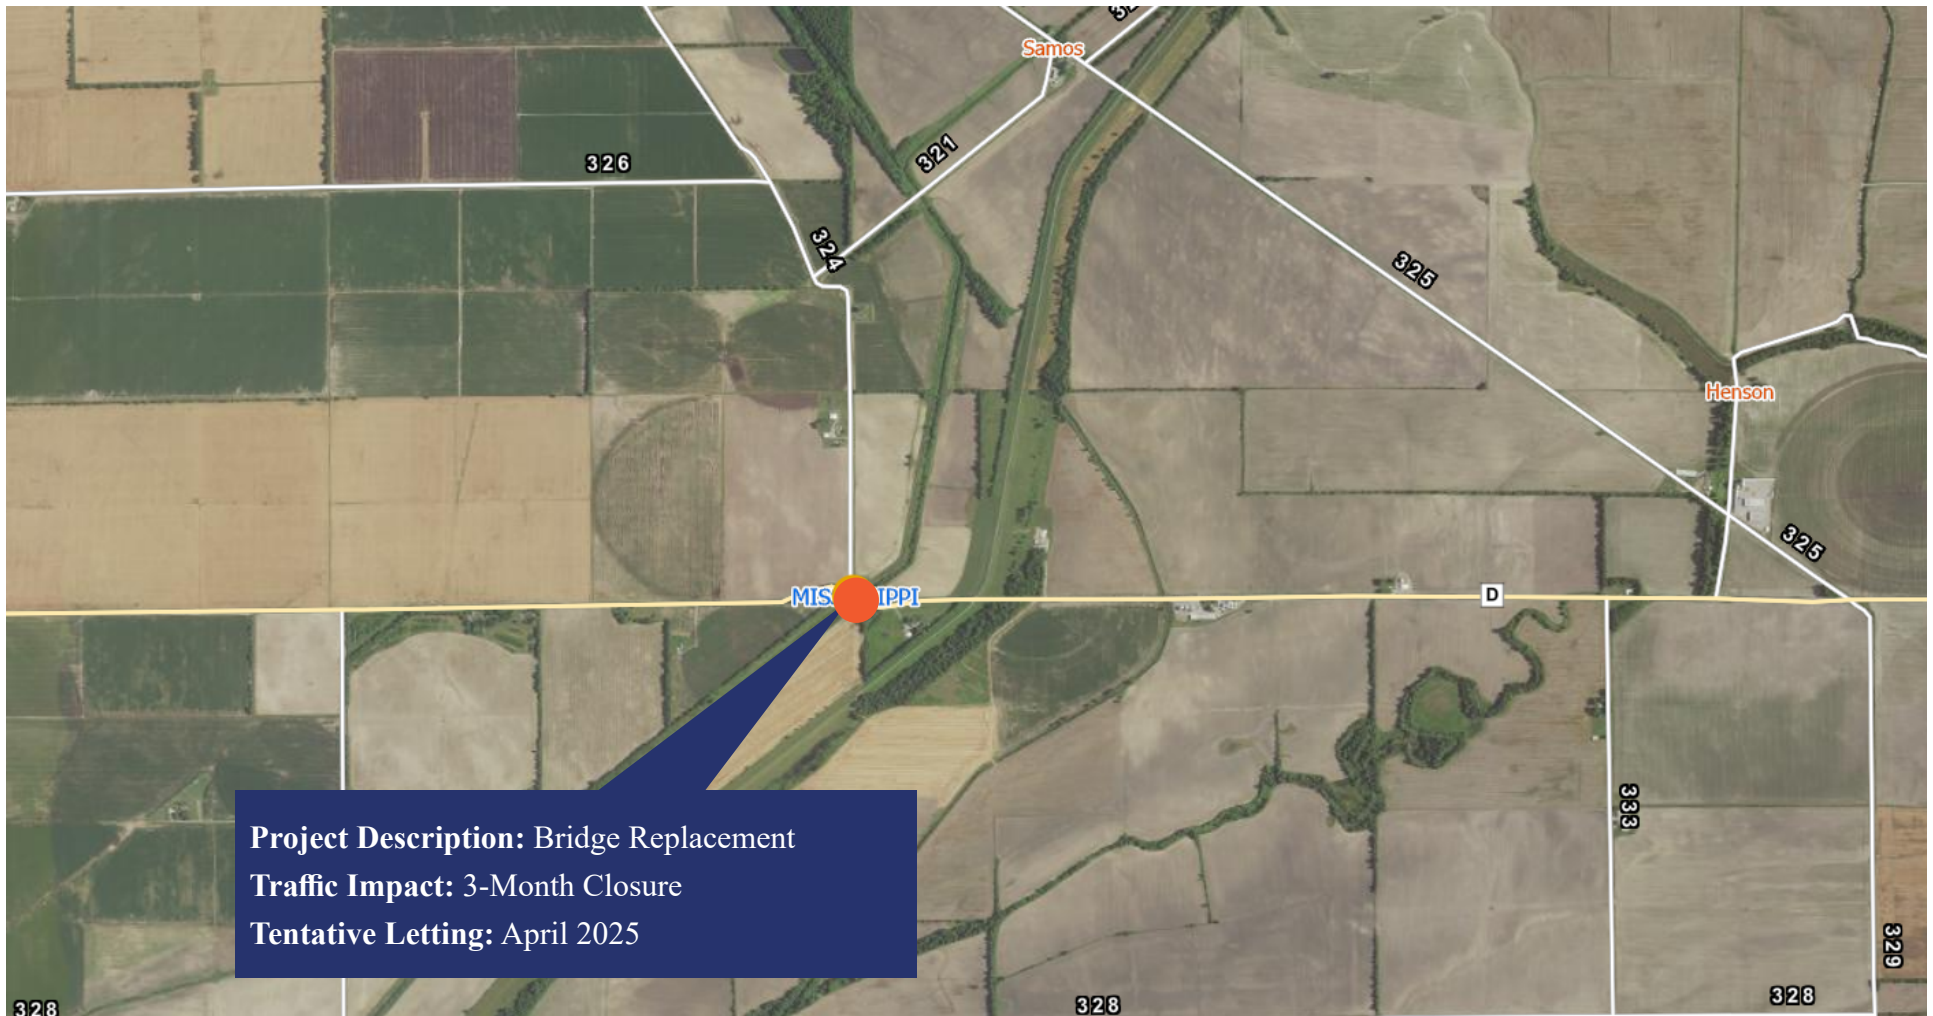 32
Samos
326
321
324
325
Henson
325
MIS IPPI
D
333
Project Description: Bridge Replacement
Traffic Impact: 3-Month Closure
Tentative Letting: April 2025
329
328
328
328